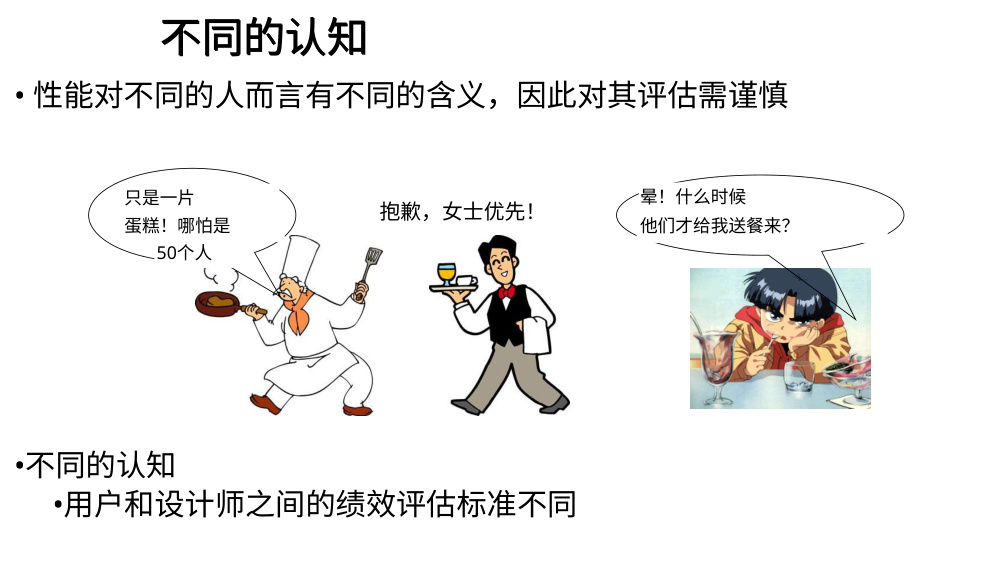 不同的认知
• 性能对不同的人而言有不同的含义，因此对其评估需谨慎
只是一片
蛋糕！哪怕是
50个人
抱歉，女士优先！
晕！什么时候
他们才给我送餐来？
•不同的认知
•用户和设计师之间的绩效评估标准不同